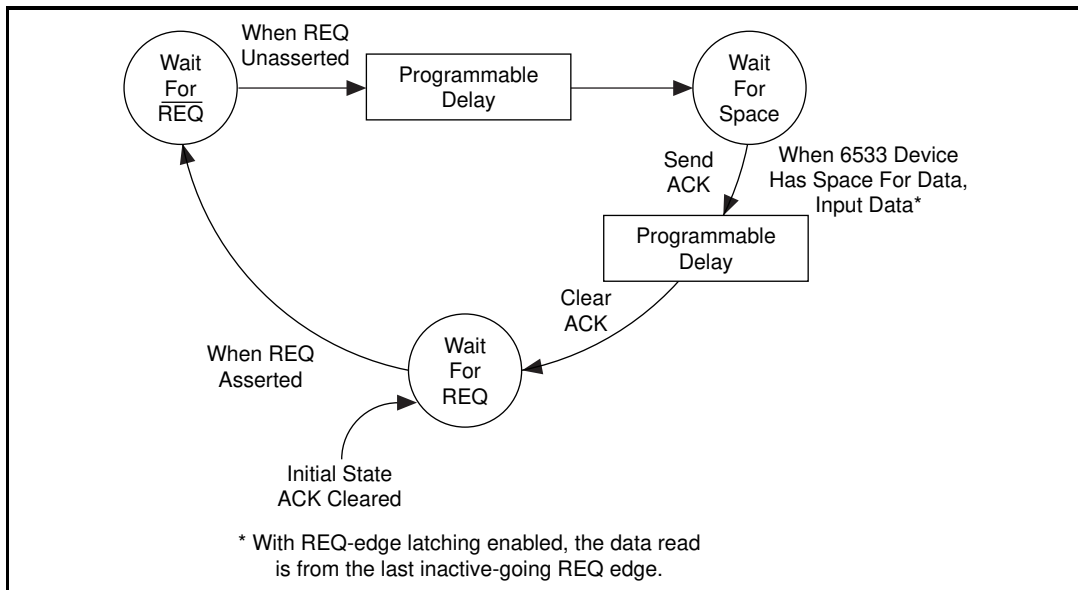 When REQ
Unasserted
Wait
For
REQ
Programmable
Delay
Wait
For
Space
Send
ACK
When 6533 Device
Has Space For Data,
Input Data*
Programmable
Delay
Clear
ACK
Wait
For
REQ
When REQ
Asserted
Initial State
ACK Cleared
* With REQ-edge latching enabled, the data read
is from the last inactive-going REQ edge.